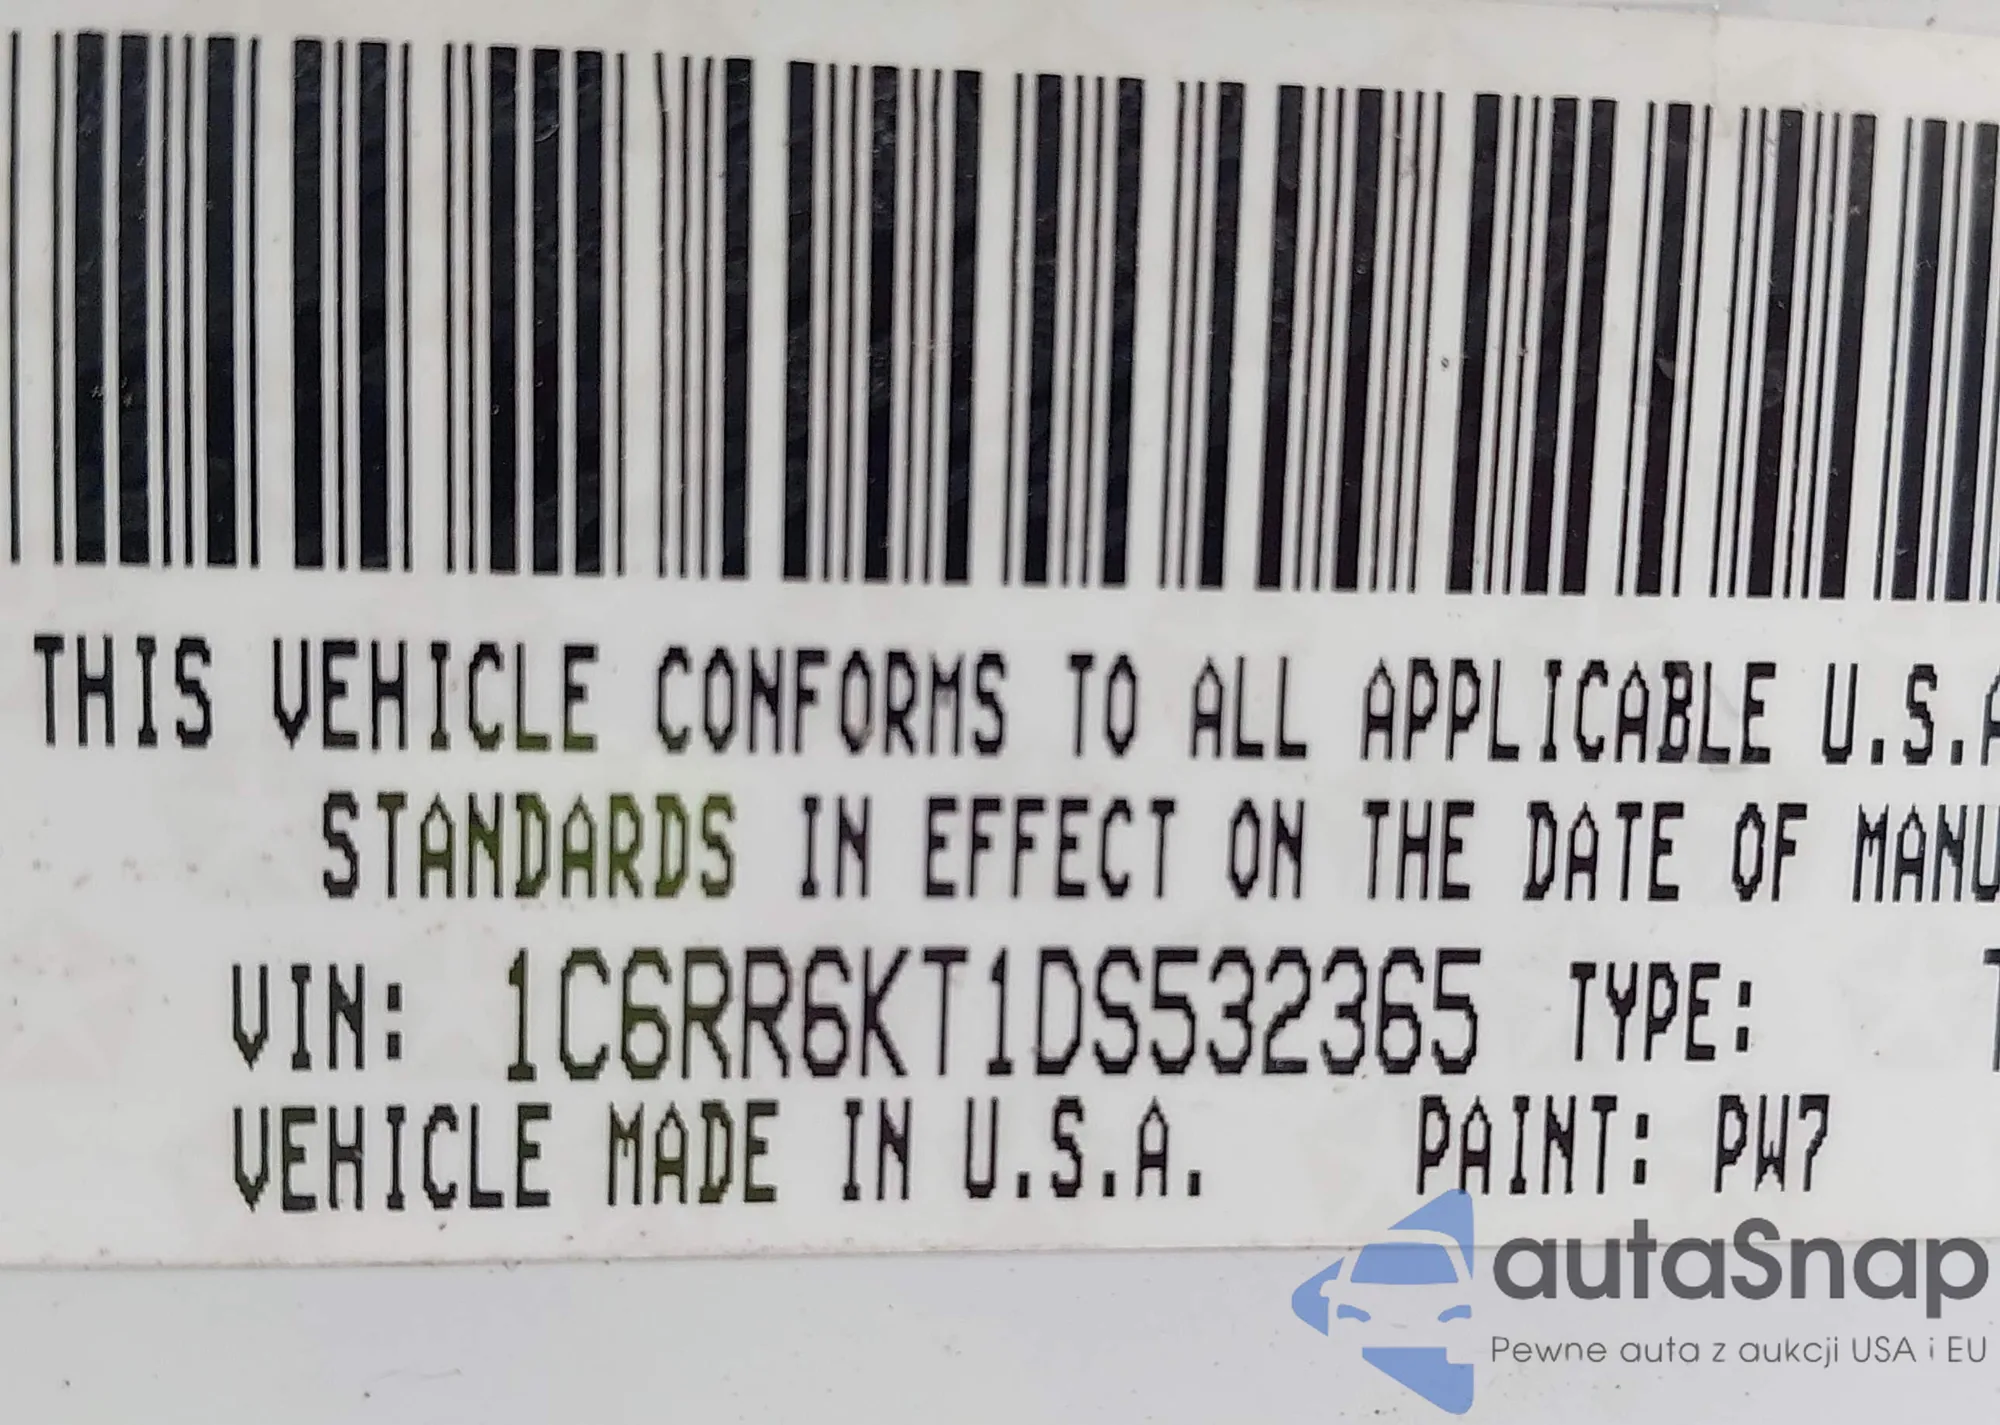 THIS VEHICLE CONFORMS TO ALL APPLICABLE U.S.A
STANDARDS IN EFFECT ON THE DATE OF MANU
VIN: 1C6RR6KT1DS532365 TYPE: T
VEHICLE MADE IN U.S.A. PAINT: PW7
autaSnap
Pewne auta z aukcji USA i EU